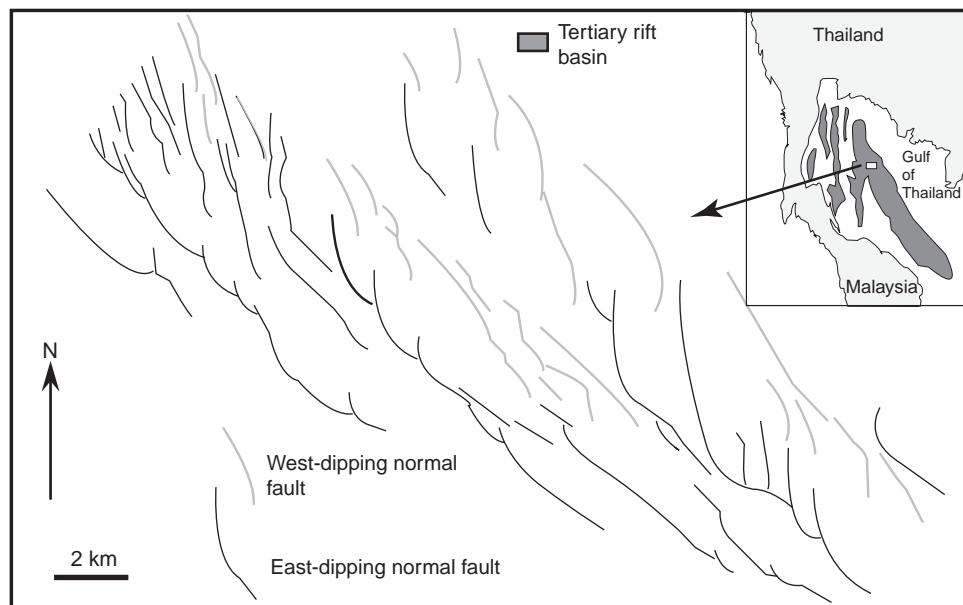 Tertiary rift
basin
Thailand
Gulf
of
Thailand
Malaysia
N
West-dipping normal
fault
2 km
East-dipping normal fault